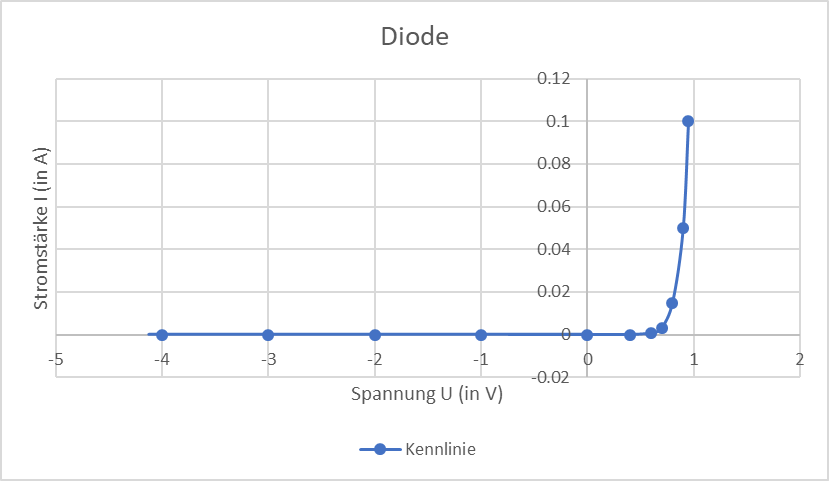 Diode
0.12
0.1
0.08
0.06
0.04
0.02
0
-0.02
-5 -4 -3 -2 -1 0 1 2
Stromstärke I (in A)
Spannung U (in V)
Kennlinie